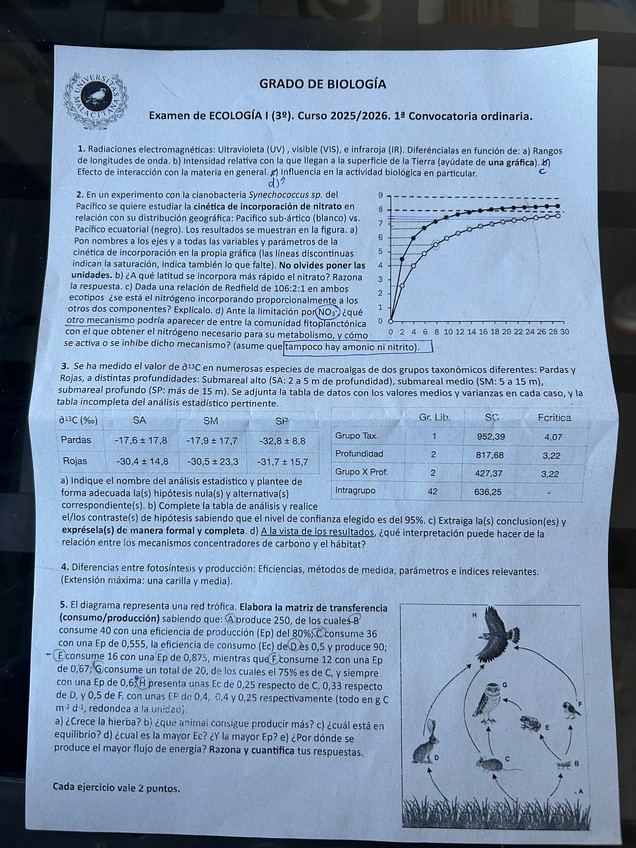 UNIVERSITAS MALACITANA
GRADO DE BIOLOGÍA
Examen de ECOLOGÍA I (3º). Curso 2025/2026. 1ª Convocatoria ordinaria.
1. Radiaciones electromagnéticas: Ultravioleta (UV) , visible (VIS), e infraroja (IR). Diferéncialas en función de: a) Rangos
de longitudes de onda. b) Intensidad relativa con la que llegan a la superficie de la Tierra (ayúdate de una gráfica). b)
c
Efecto de interacción con la materia en general. c) Influencia en la actividad biológica en particular.
d)?
2. En un experimento con la cianobacteria Synechococcus sp. del
Pacífico se quiere estudiar la cinética de incorporación de nitrato en
relación con su distribución geográfica: Pacífico sub-ártico (blanco) vs.
Pacífico ecuatorial (negro). Los resultados se muestran en la figura. a)
Pon nombres a los ejes y a todas las variables y parámetros de la
cinética de incorporación en la propia gráfica (las líneas discontinuas
indican la saturación, indica también lo que falte). No olvides poner las
unidades. b) ¿A qué latitud se incorpora más rápido el nitrato? Razona
la respuesta. c) Dada una relación de Redfield de 106:2:1 en ambos
ecotipos ¿se está el nitrógeno incorporando proporcionalmente a los
otros dos componentes? Explícalo. d) Ante la limitación por NO3-, ¿qué
otro mecanismo podría aparecer dentro de la comunidad fitoplanctónica
con el que obtener el nitrógeno necesario para su metabolismo, y cómo
se activa o se inhibe dicho mecanismo? (asume que tampoco hay amonio ni nitrito).
9
8
7
6
5
4
3
2
1
0
0 2 4 6 8 10 12 14 16 18 20 22 24 26 28 30
3. Se ha medido el valor de ∂13C en numerosas especies de macroalgas de dos grupos taxonómicos diferentes: Pardas y
Rojas, a distintas profundidades: Submareal alto (SA: 2 a 5 m de profundidad), submareal medio (SM: 5 a 15 m),
submareal profundo (SP: más de 15 m). Se adjunta la tabla de datos con los valores medios y varianzas en cada caso, y la
tabla incompleta del análisis estadístico pertinente.
∂13C (‰) SA SM SP
Pardas -17,6 ± 17,8 -17,9 ± 17,7 -32,8 ± 8,8
Rojas -30,4 ± 14,8 -30,5 ± 23,3 -31,7 ± 15,7
Gr. Lib. SC Fcrítica
Grupo Tax. 1 952,39 4,07
Profundidad 2 817,68 3,22
Grupo X Prof. 2 427,37 3,22
Intragrupo 42 636,25 -
a) Indique el nombre del análisis estadístico y plantee de
forma adecuada la(s) hipótesis nula(s) y alternativa(s)
correspondiente(s). b) Complete la tabla de análisis y realice
el/los contraste(s) de hipótesis sabiendo que el nivel de confianza elegido es del 95%. c) Extraiga la(s) conclusion(es) y
exprésela(s) de manera formal y completa. d) A la vista de los resultados, ¿qué interpretación puede hacer de la
relación entre los mecanismos concentradores de carbono y el hábitat?
4. Diferencias entre fotosíntesis y producción: Eficiencias, métodos de medida, parámetros e índices relevantes.
(Extensión máxima: una carilla y media).
5. El diagrama representa una red trófica. Elabora la matriz de transferencia
(consumo/producción) sabiendo que: A produce 250, de los cuales B
consume 40 con una eficiencia de producción (Ep) del 80%; C consume 36
con una Ep de 0,555, la eficiencia de consumo (Ec) de D es 0,5 y produce 90;
E consume 16 con una Ep de 0,875, mientras que F consume 12 con una Ep
de 0,67; G consume un total de 20, de los cuales el 75% es de C, y siempre
con una Ep de 0,6; H presenta unas Ec de 0,25 respecto de C, 0,33 respecto
de D, y 0,5 de F, con unas EP de 0,4, 0,4 y 0,25 respectivamente (todo en g C
m-2 d-1, redondea a la unidad).
a) ¿Crece la hierba? b) ¿qué animal consigue producir más? c) ¿cuál está en
equilibrio? d) ¿cual es la mayor Ec? ¿Y la mayor Ep? e) ¿Por dónde se
produce el mayor flujo de energía? Razona y cuantifica tus respuestas.
H
G
F
E
D
C
B
A
Cada ejercicio vale 2 puntos.